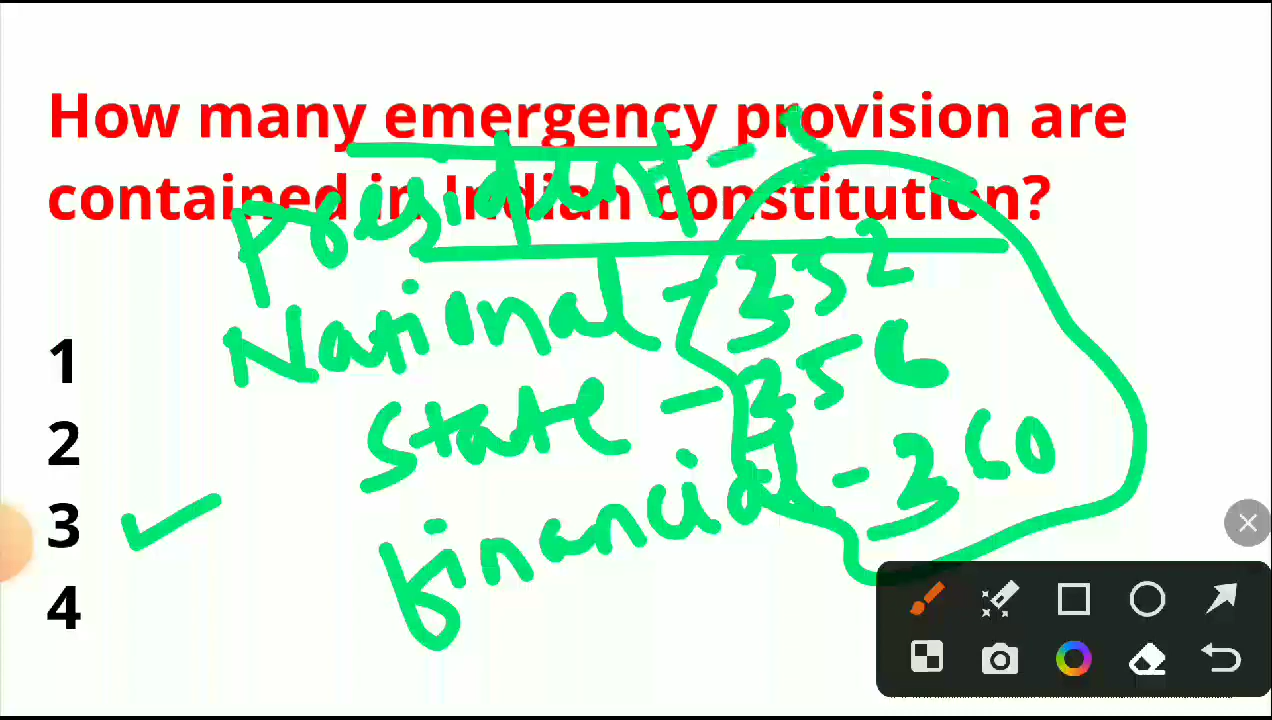 How many emergency provision are
contained in Indian constitution?
President -
National - 352
State - 356
financial - 360
1
2
3
4